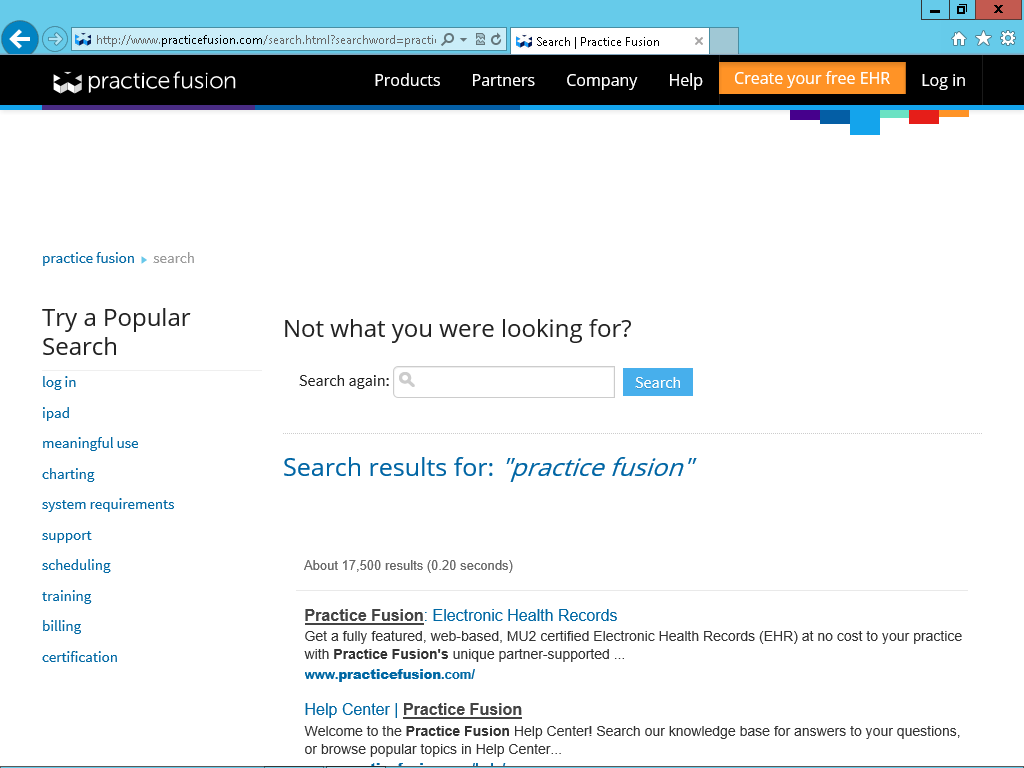 http://www.practicefusion.com/search.html?searchword=practi
Search | Practice Fusion
practice fusion
Products
Partners
Company
Help
Create your free EHR
Log in
practice fusion
search
Try a Popular
Search
log in
ipad
meaningful use
charting
system requirements
support
scheduling
training
billing
certification
Not what you were looking for?
Search again:
Search
Search results for: "practice fusion"
About 17,500 results (0.20 seconds)
Practice Fusion: Electronic Health Records
Get a fully featured, web-based, MU2 certified Electronic Health Records (EHR) at no cost to your practice
with Practice Fusion's unique partner-supported ...
www.practicefusion.com/
Help Center | Practice Fusion
Welcome to the Practice Fusion Help Center! Search our knowledge base for answers to your questions,
or browse popular topics in Help Center...